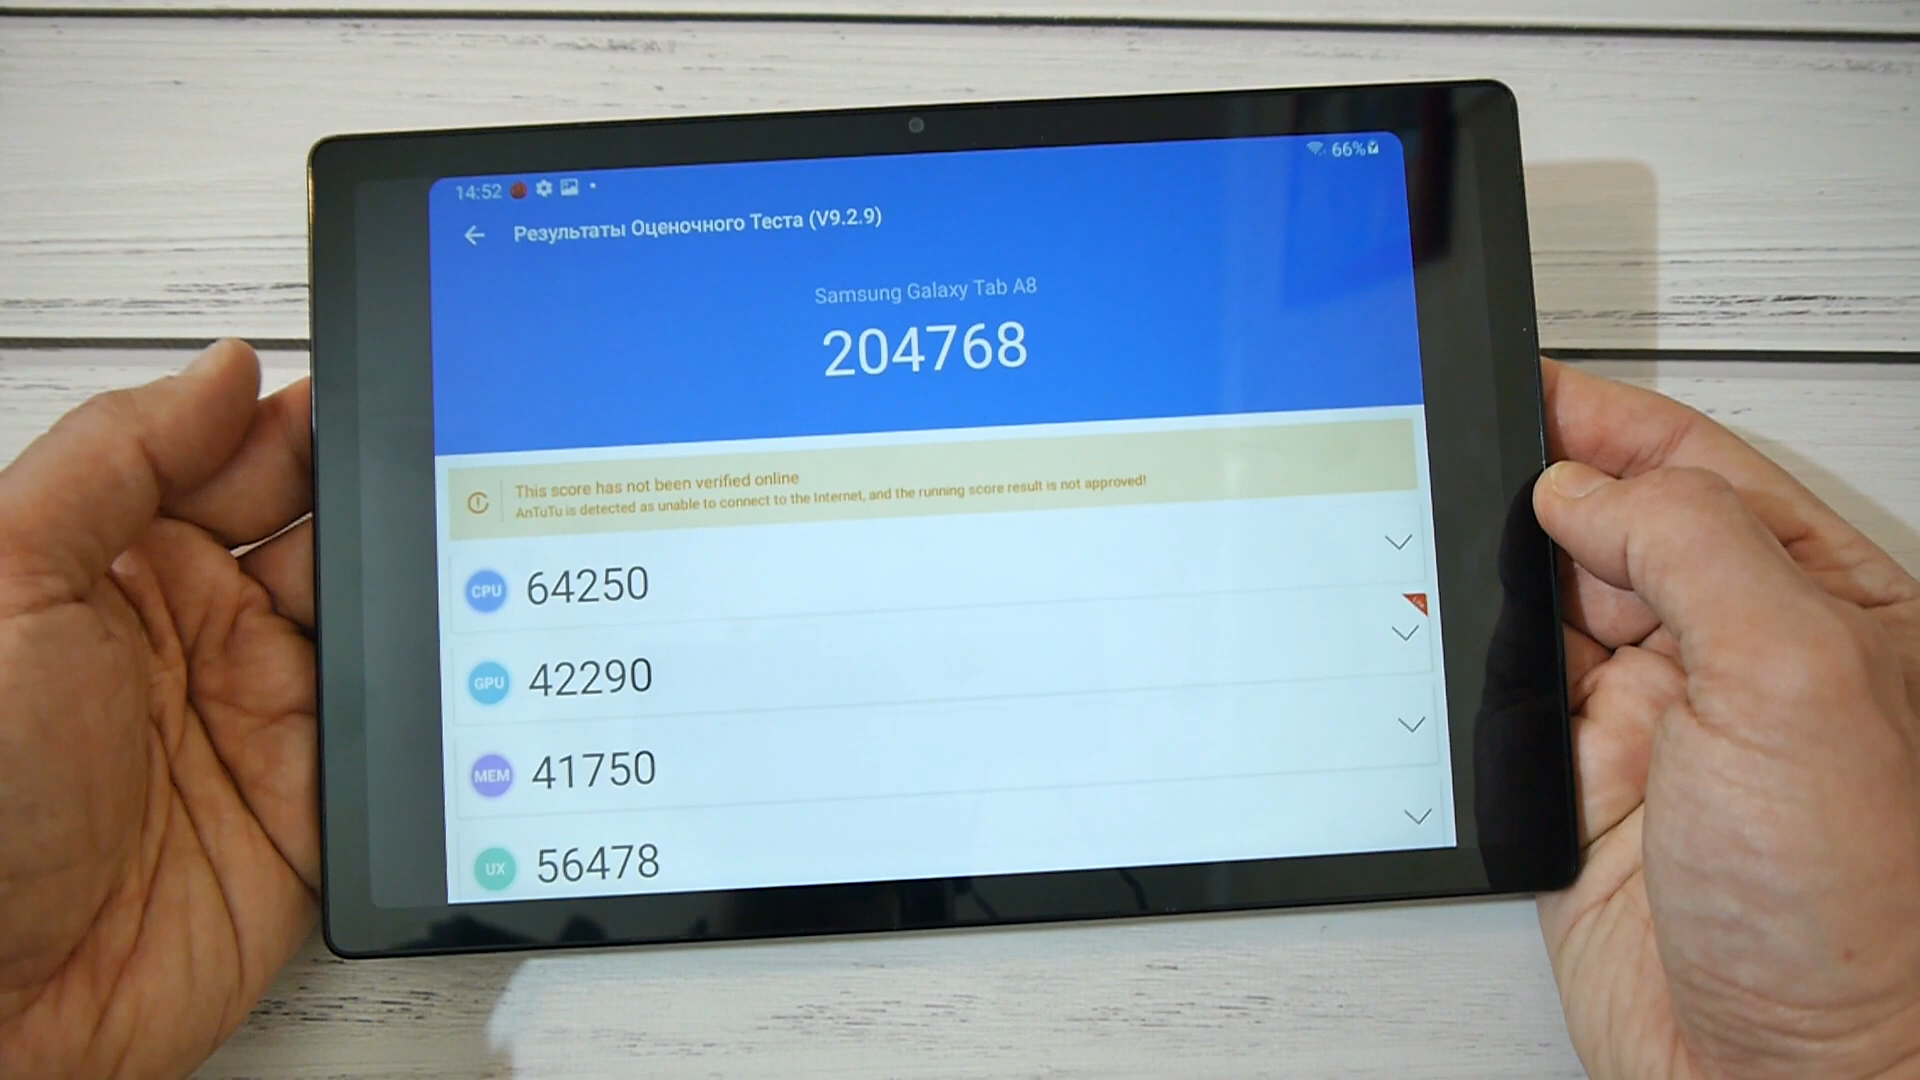 14:52
66%
Результаты Оценочного Теста (V9.2.9)
Samsung Galaxy Tab A8
204768
This score has not been verified online
AnTuTu is detected as unable to connect to the Internet, and the running score result is not approved!
CPU 64250
GPU 42290
MEM 41750
UX 56478